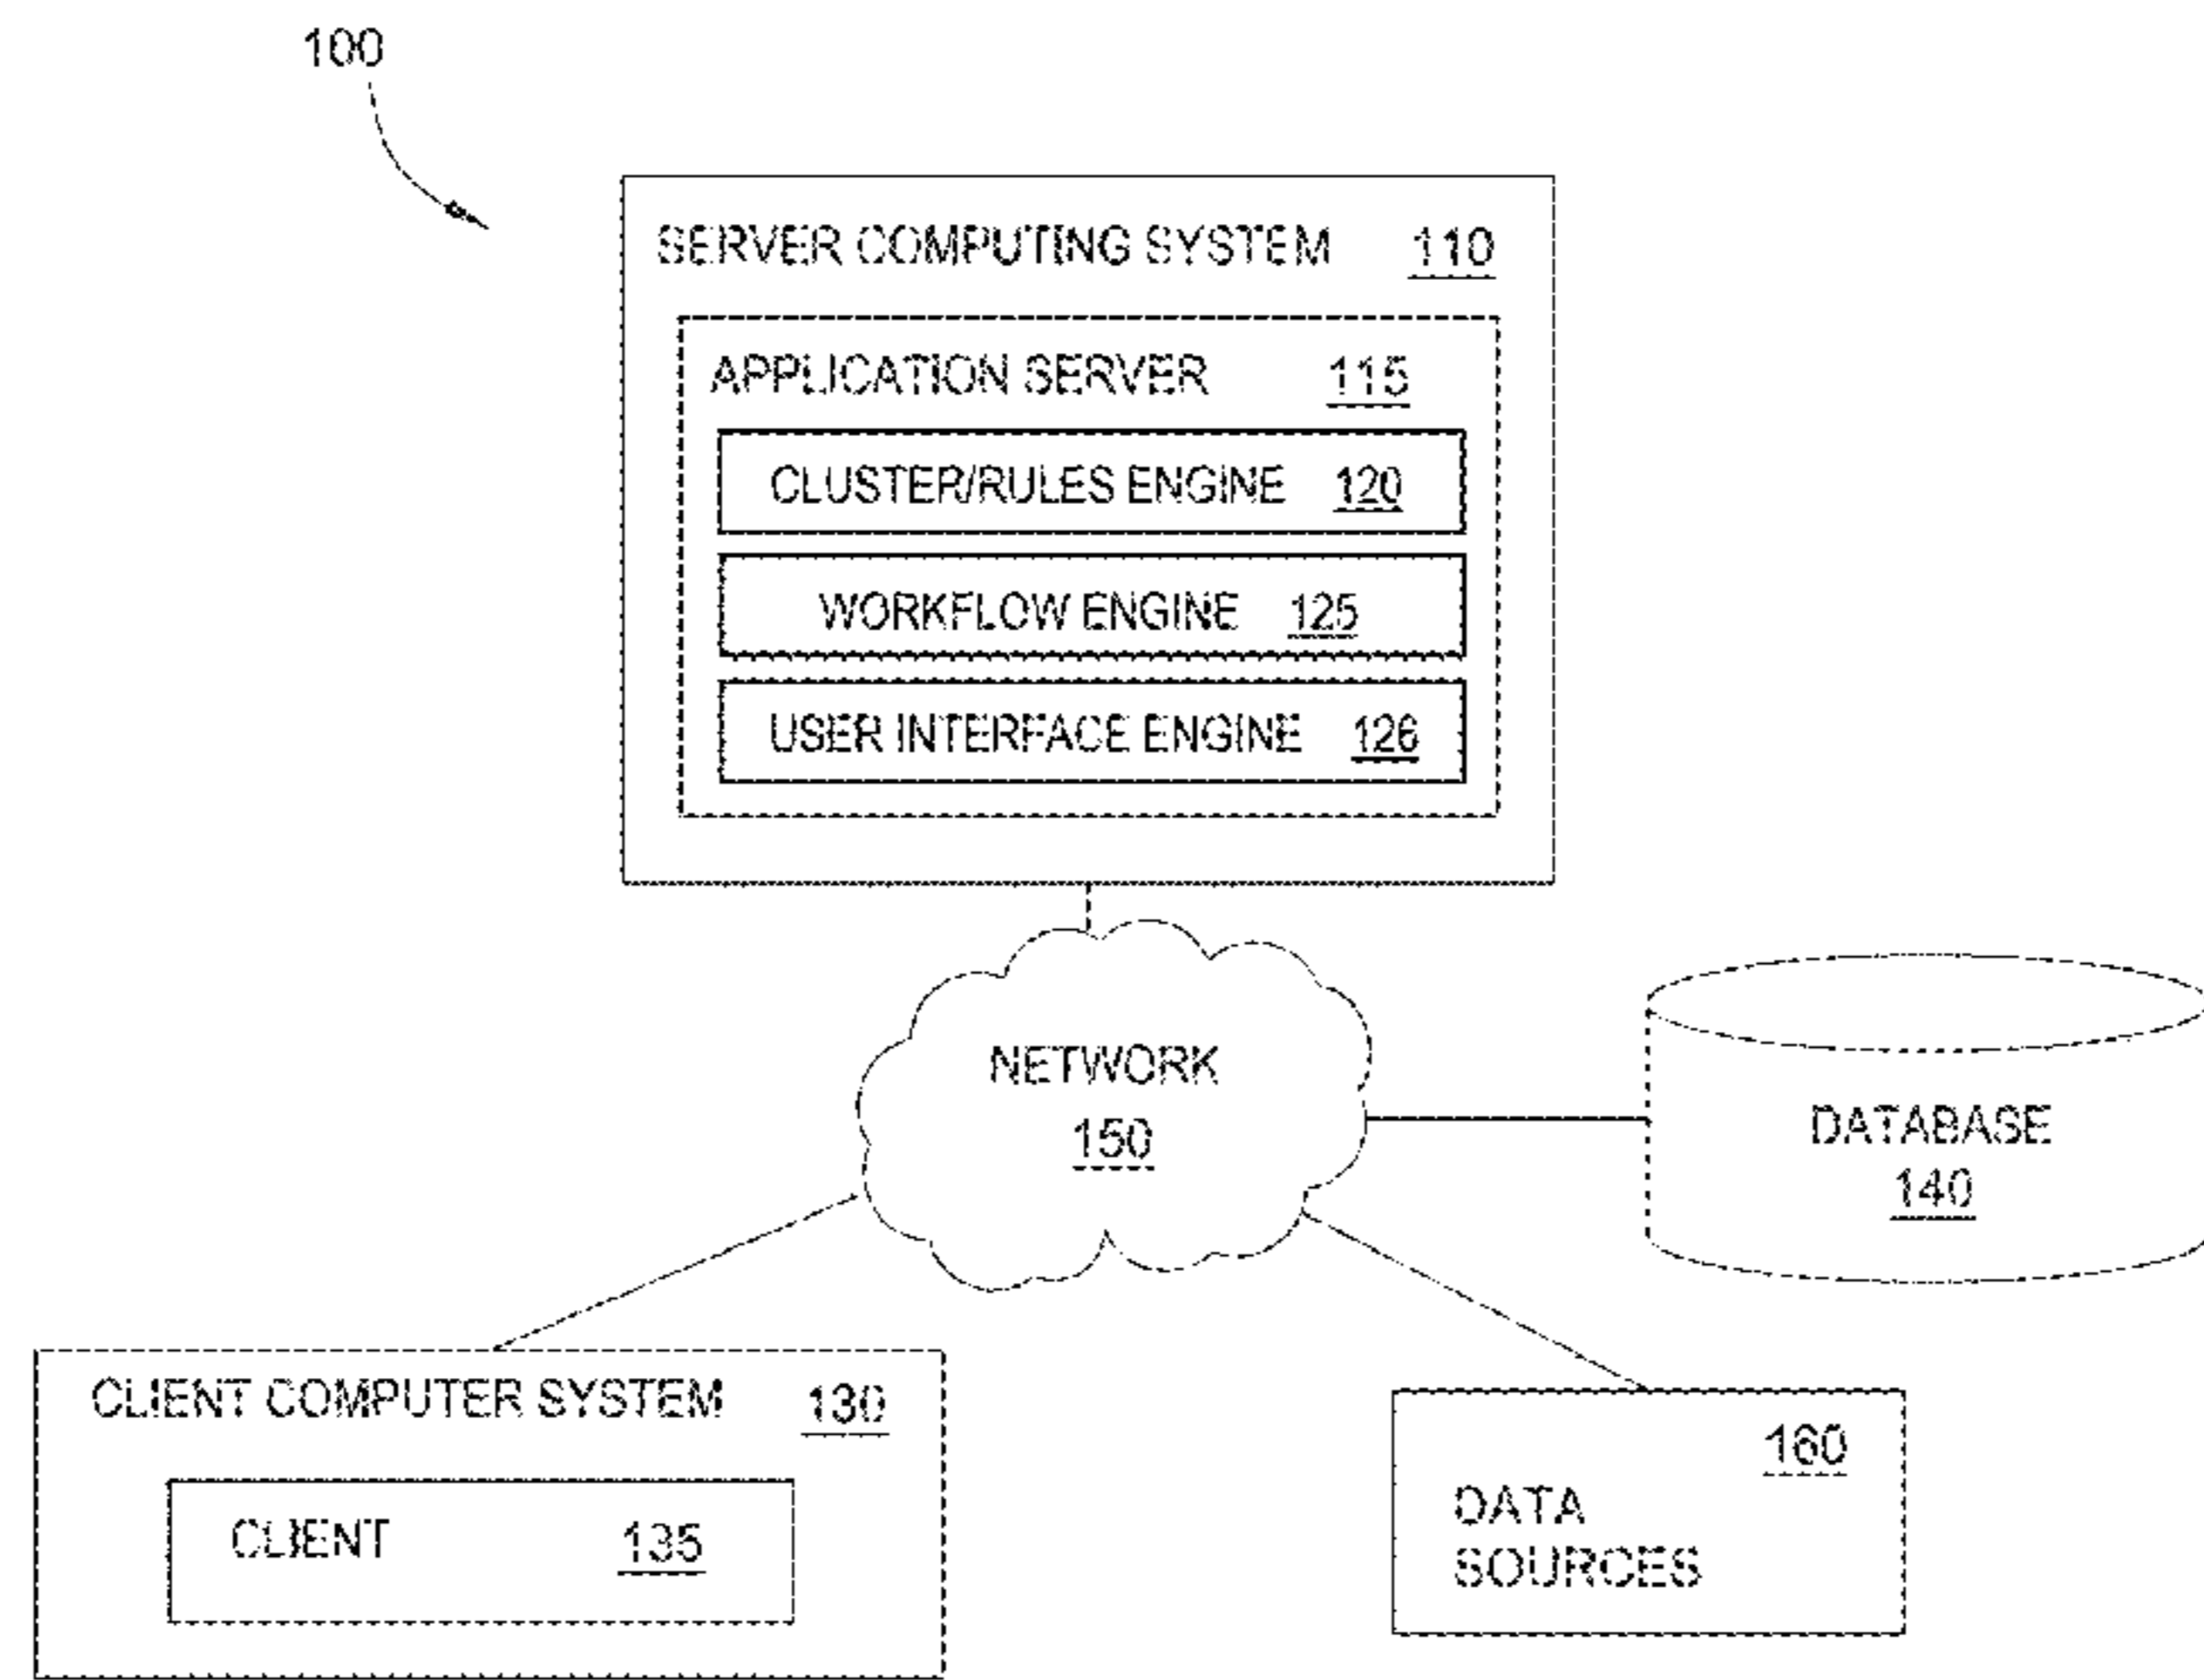 100
SERVER COMPUTING SYSTEM 110
APPLICATION SERVER 115
CLUSTER/RULES ENGINE 120
WORKFLOW ENGINE 125
USER INTERFACE ENGINE 126
NETWORK
150
DATABASE
140
CLIENT COMPUTER SYSTEM 130
CLIENT 135
160
DATA
SOURCES